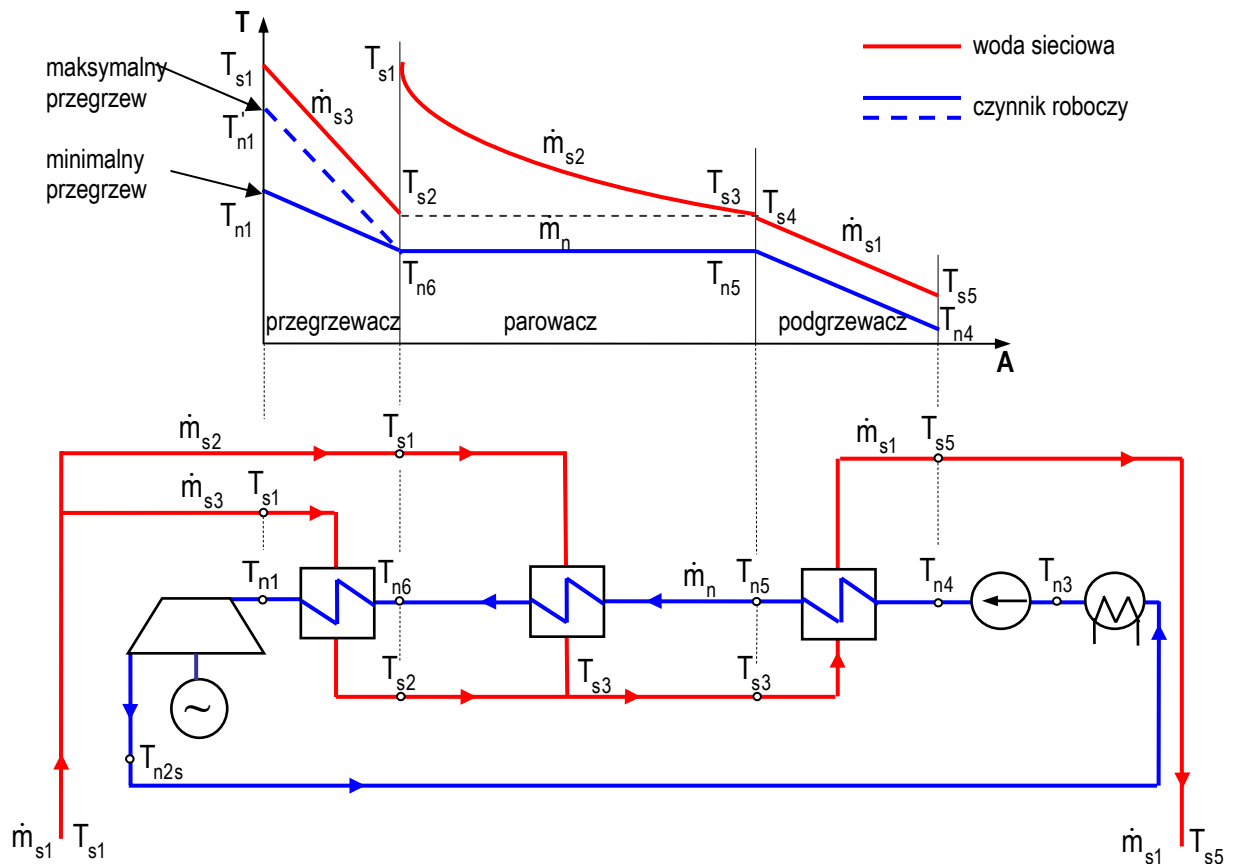 T
woda sieciowa
czynnik roboczy
maksymalny
przegrzew
minimalny
przegrzew
T_s1
T'_n1
T_n1
ṁ_s3
T_s1
ṁ_s2
T_s2
T_s3
T_s4
ṁ_n
ṁ_s1
T_n6
T_n5
T_s5
T_n4
przegrzewacz
parowacz
podgrzewacz
A
ṁ_s2
T_s1
ṁ_s1
T_s5
ṁ_s3
T_s1
T_n1
T_n6
ṁ_n
T_n5
T_n4
T_n3
T_s2
T_s3
T_s3
~
T_n2s
ṁ_s1
T_s1
ṁ_s1
T_s5